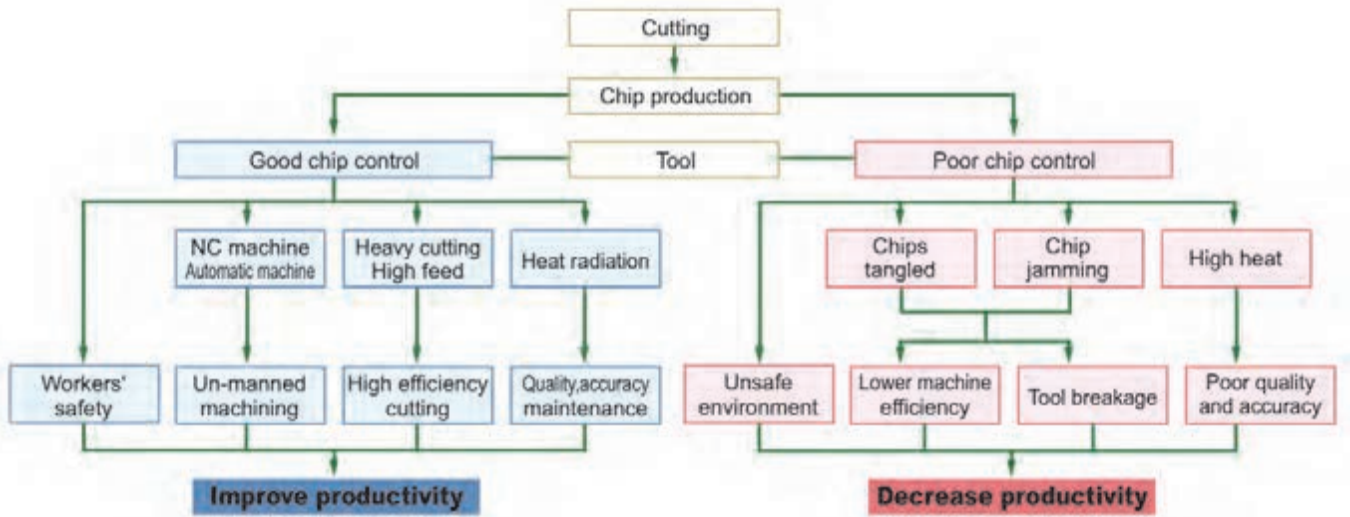 Cutting
Chip production
Good chip control
Tool
Poor chip control
NC machine
Automatic machine
Heavy cutting
High feed
Heat radiation
Chips
tangled
Chip
jamming
High heat
Workers'
safety
Un-manned
machining
High efficiency
cutting
Quality,accuracy
maintenance
Unsafe
environment
Lower machine
efficiency
Tool breakage
Poor quality
and accuracy
Improve productivity
Decrease productivity